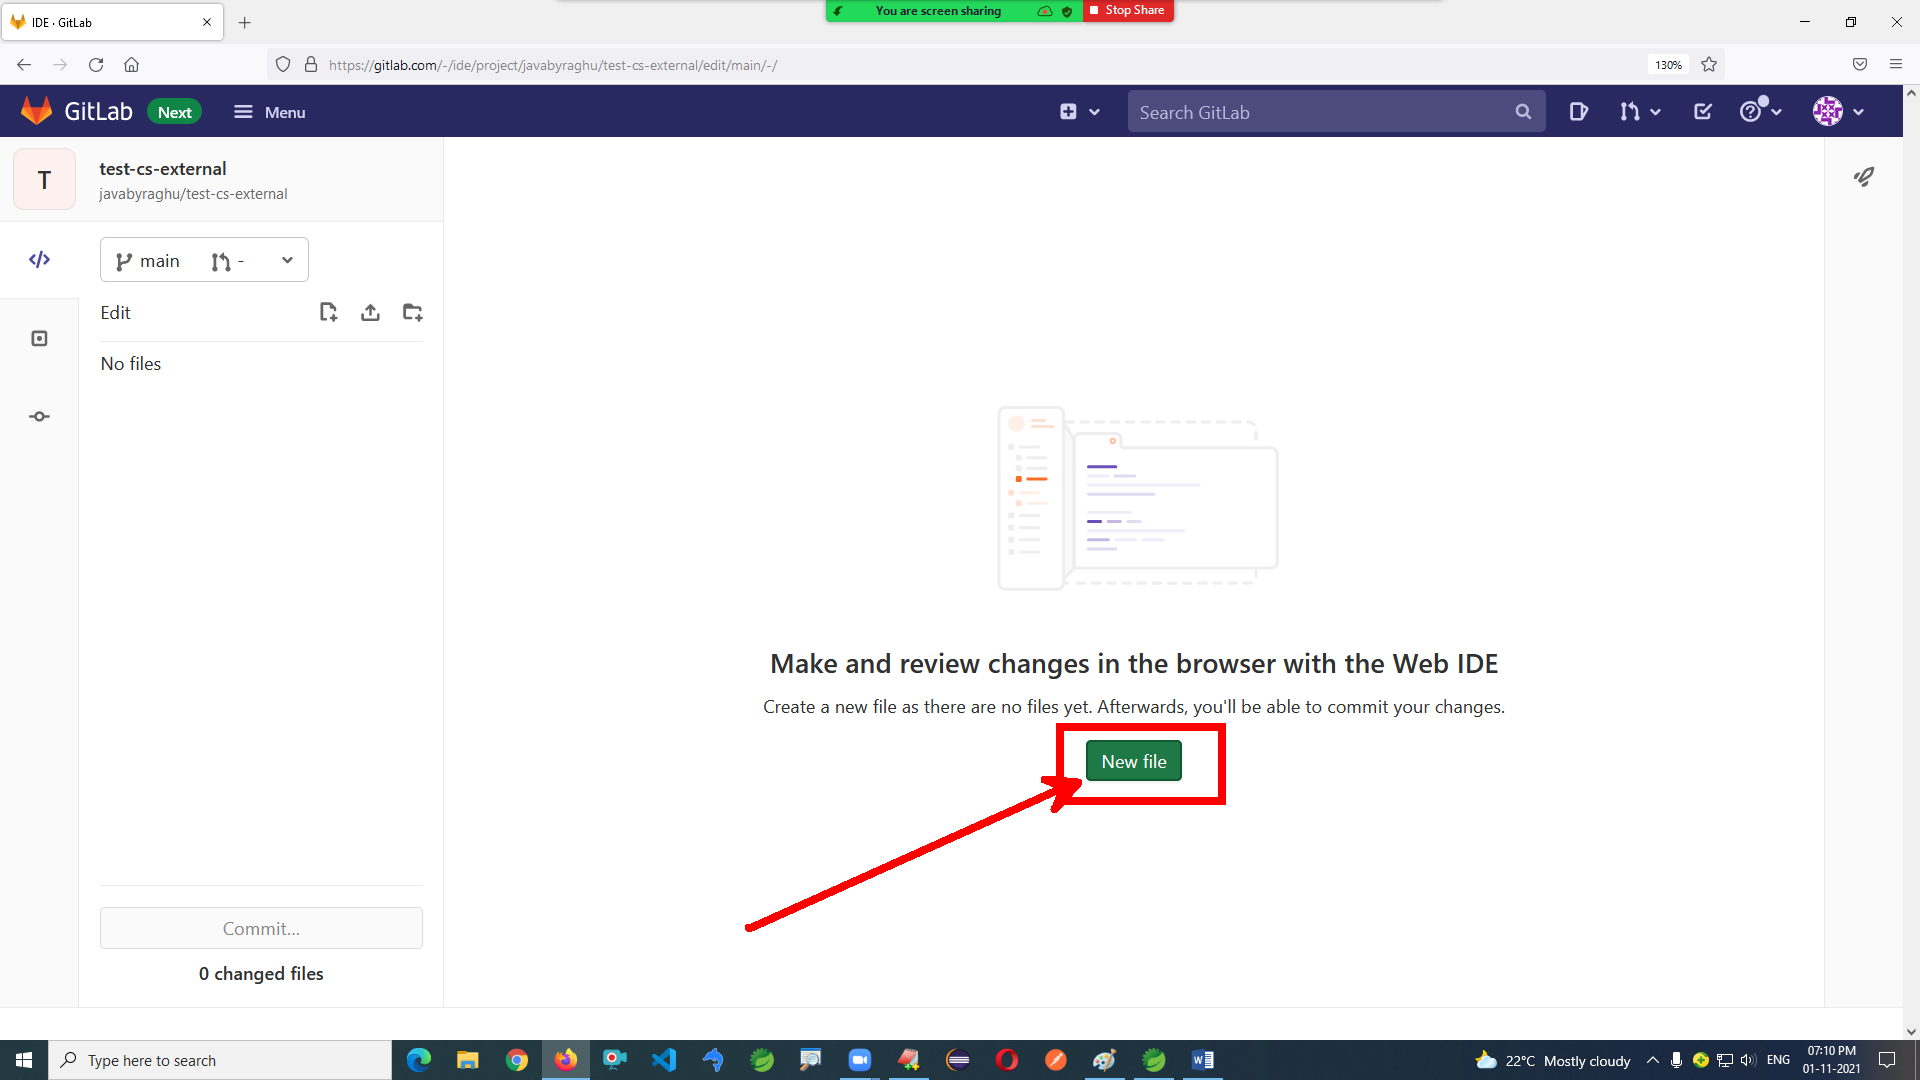 IDE · GitLab
You are screen sharing
Stop Share
https://gitlab.com/-/ide/project/javabyraghu/test-cs-external/edit/main/-/
130%
GitLab
Next
Menu
Search GitLab
T
test-cs-external
javabyraghu/test-cs-external
main
-
Edit
No files
Make and review changes in the browser with the Web IDE
Create a new file as there are no files yet. Afterwards, you'll be able to commit your changes.
New file
Commit...
0 changed files
Type here to search
22°C Mostly cloudy
ENG
07:10 PM
01-11-2021